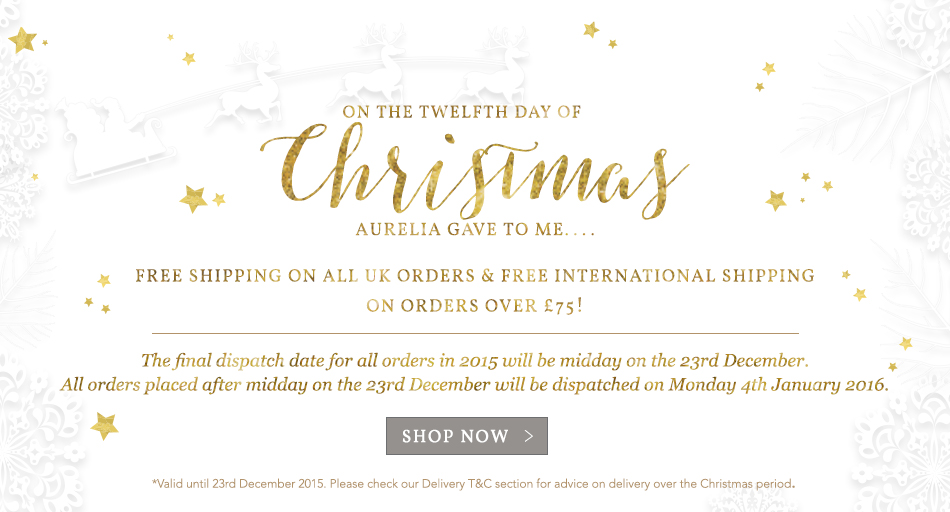 ON THE TWELFTH DAY OF
Christmas
AURELIA GAVE TO ME....
FREE SHIPPING ON ALL UK ORDERS & FREE INTERNATIONAL SHIPPING
ON ORDERS OVER £75!
The final dispatch date for all orders in 2015 will be midday on the 23rd December.
All orders placed after midday on the 23rd December will be dispatched on Monday 4th January 2016.
SHOP NOW >
*Valid until 23rd December 2015. Please check our Delivery T&C section for advice on delivery over the Christmas period.